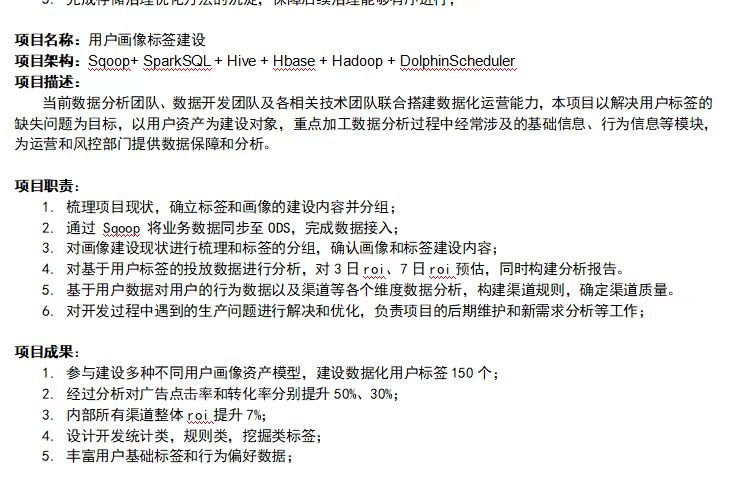 5. 完成存储治理优化方法的沉淀，保障后续治理能够有序进行；
项目名称：用户画像标签建设
项目架构：Sqoop+ SparkSQL + Hive + Hbase + Hadoop + DolphinScheduler
项目描述：
当前数据分析团队、数据开发团队及各相关技术团队联合搭建数据化运营能力，本项目以解决用户标签的
缺失问题为目标，以用户资产为建设对象，重点加工数据分析过程中经常涉及的基础信息、行为信息等模块，
为运营和风控部门提供数据保障和分析。
项目职责：
1. 梳理项目现状，确立标签和画像的建设内容并分组；
2. 通过 Sqoop 将业务数据同步至 ODS，完成数据接入；
3. 对画像建设现状进行梳理和标签的分组，确认画像和标签建设内容；
4. 对基于用户标签的投放数据进行分析，对 3 日 roi、7 日 roi 预估，同时构建分析报告。
5. 基于用户数据对用户的行为数据以及渠道等各个维度数据分析，构建渠道规则，确定渠道质量。
6. 对开发过程中遇到的生产问题进行解决和优化，负责项目的后期维护和新需求分析等工作；
项目成果：
1. 参与建设多种不同用户画像资产模型，建设数据化用户标签 150 个；
2. 经过分析对广告点击率和转化率分别提升 50%、30%；
3. 内部所有渠道整体 roi 提升 7%；
4. 设计开发统计类，规则类，挖掘类标签；
5. 丰富用户基础标签和行为偏好数据；